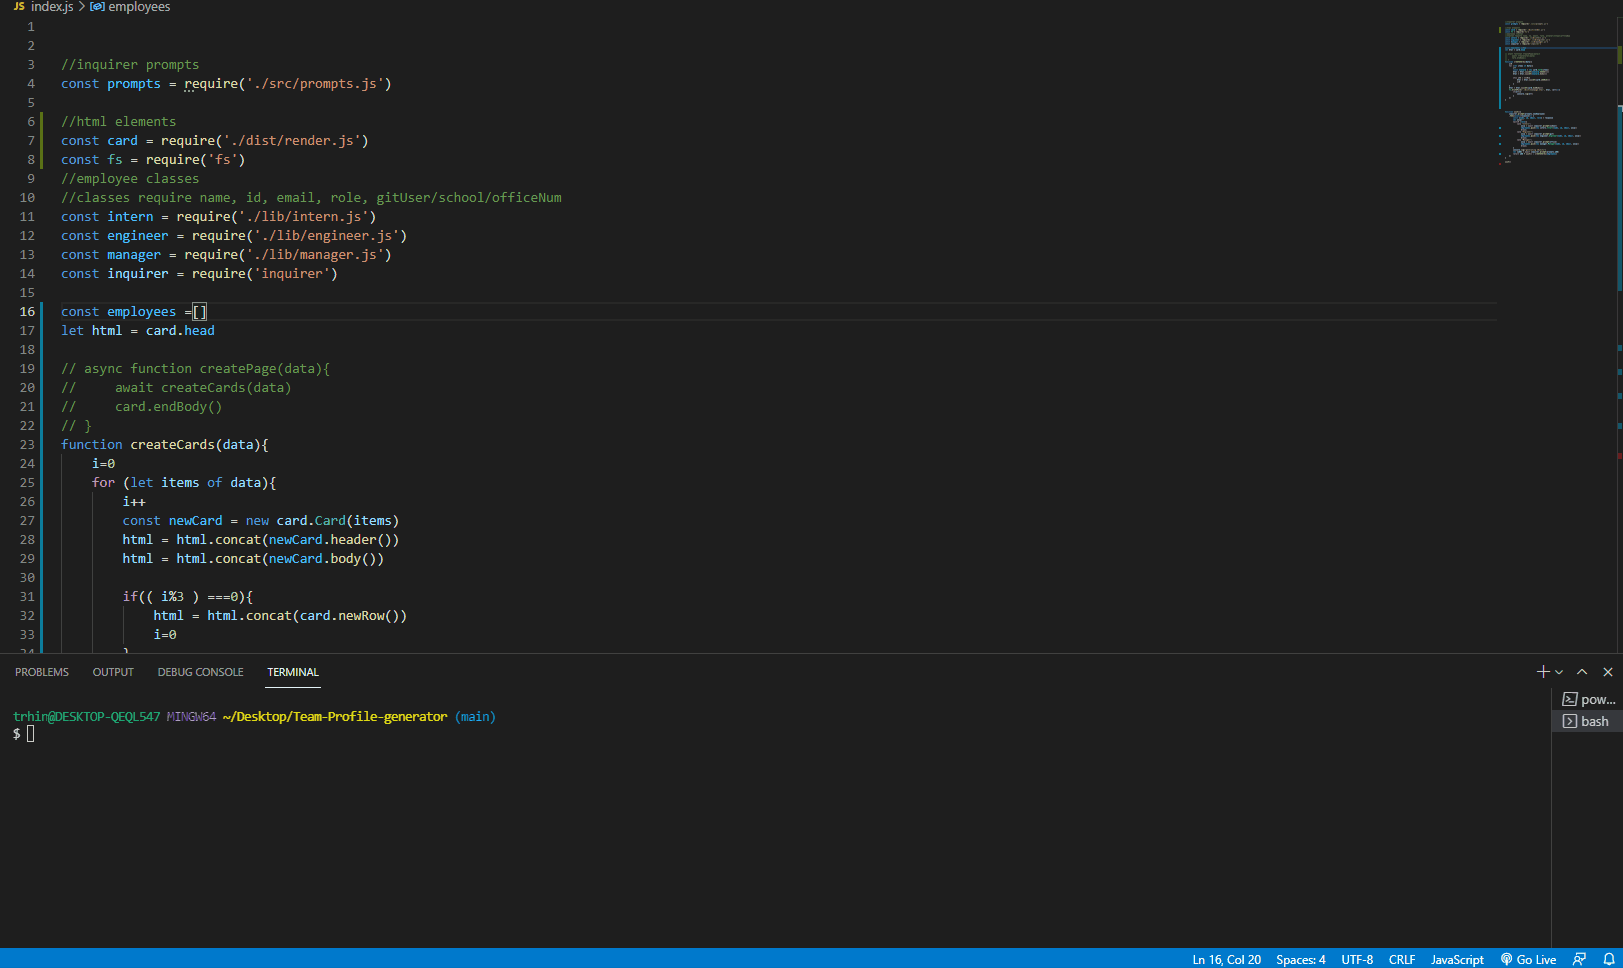 JS index.js > employees
1
2
3 //inquirer prompts
4 const prompts = require('./src/prompts.js')
5
6 //html elements
7 const card = require('./dist/render.js')
8 const fs = require('fs')
9 //employee classes
10 //classes require name, id, email, role, gitUser/school/officeNum
11 const intern = require('./lib/intern.js')
12 const engineer = require('./lib/engineer.js')
13 const manager = require('./lib/manager.js')
14 const inquirer = require('inquirer')
15
16 const employees =[]
17 let html = card.head
18
19 // async function createPage(data){
20 //     await createCards(data)
21 //     card.endBody()
22 // }
23 function createCards(data){
24     i=0
25     for (let items of data){
26         i++
27         const newCard = new card.Card(items)
28         html = html.concat(newCard.header())
29         html = html.concat(newCard.body())
30
31         if(( i%3 ) ===0){
32             html = html.concat(card.newRow())
33             i=0
34         }
PROBLEMS OUTPUT DEBUG CONSOLE TERMINAL
pow...
bash
trhin@DESKTOP-QEQL547 MINGW64 ~/Desktop/Team-Profile-generator (main)
$
Ln 16, Col 20 Spaces: 4 UTF-8 CRLF JavaScript Go Live